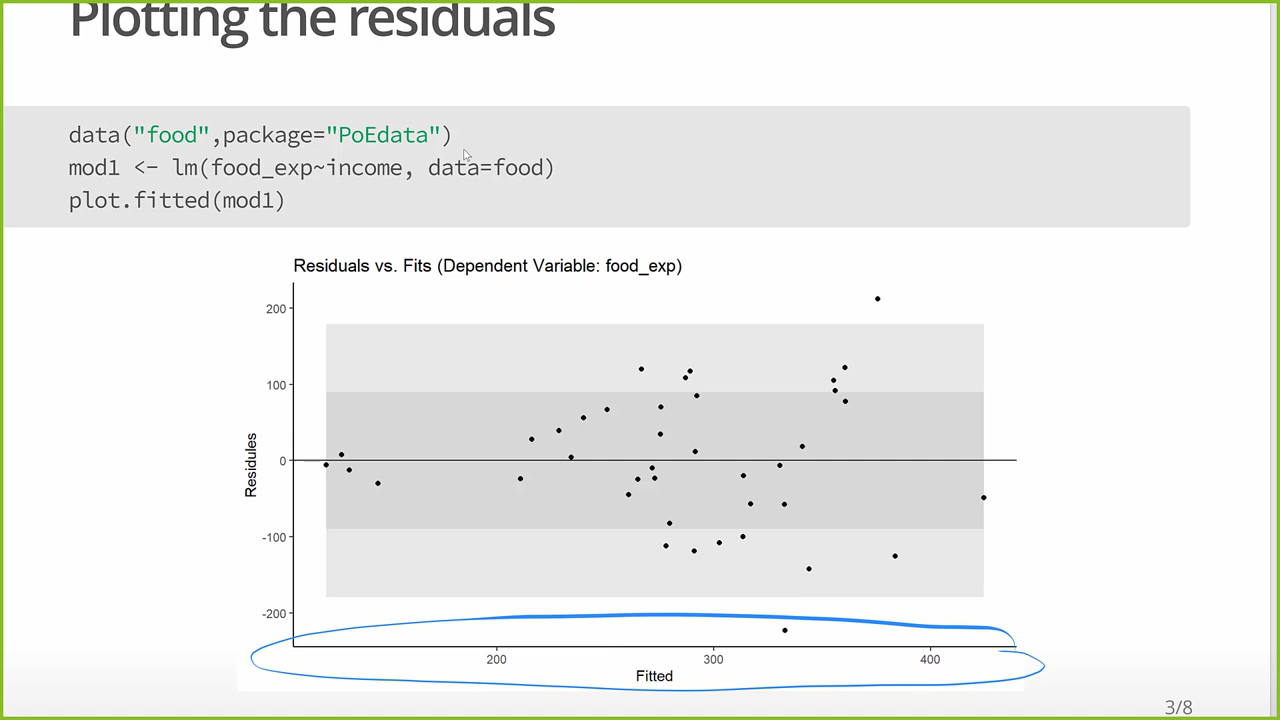 Plotting the residuals
data("food",package="PoEdata")
mod1 <- lm(food_exp~income, data=food)
plot.fitted(mod1)
Residuals vs. Fits (Dependent Variable: food_exp)
200
100
0
-100
-200
Residules
200 300 400
Fitted
3/8